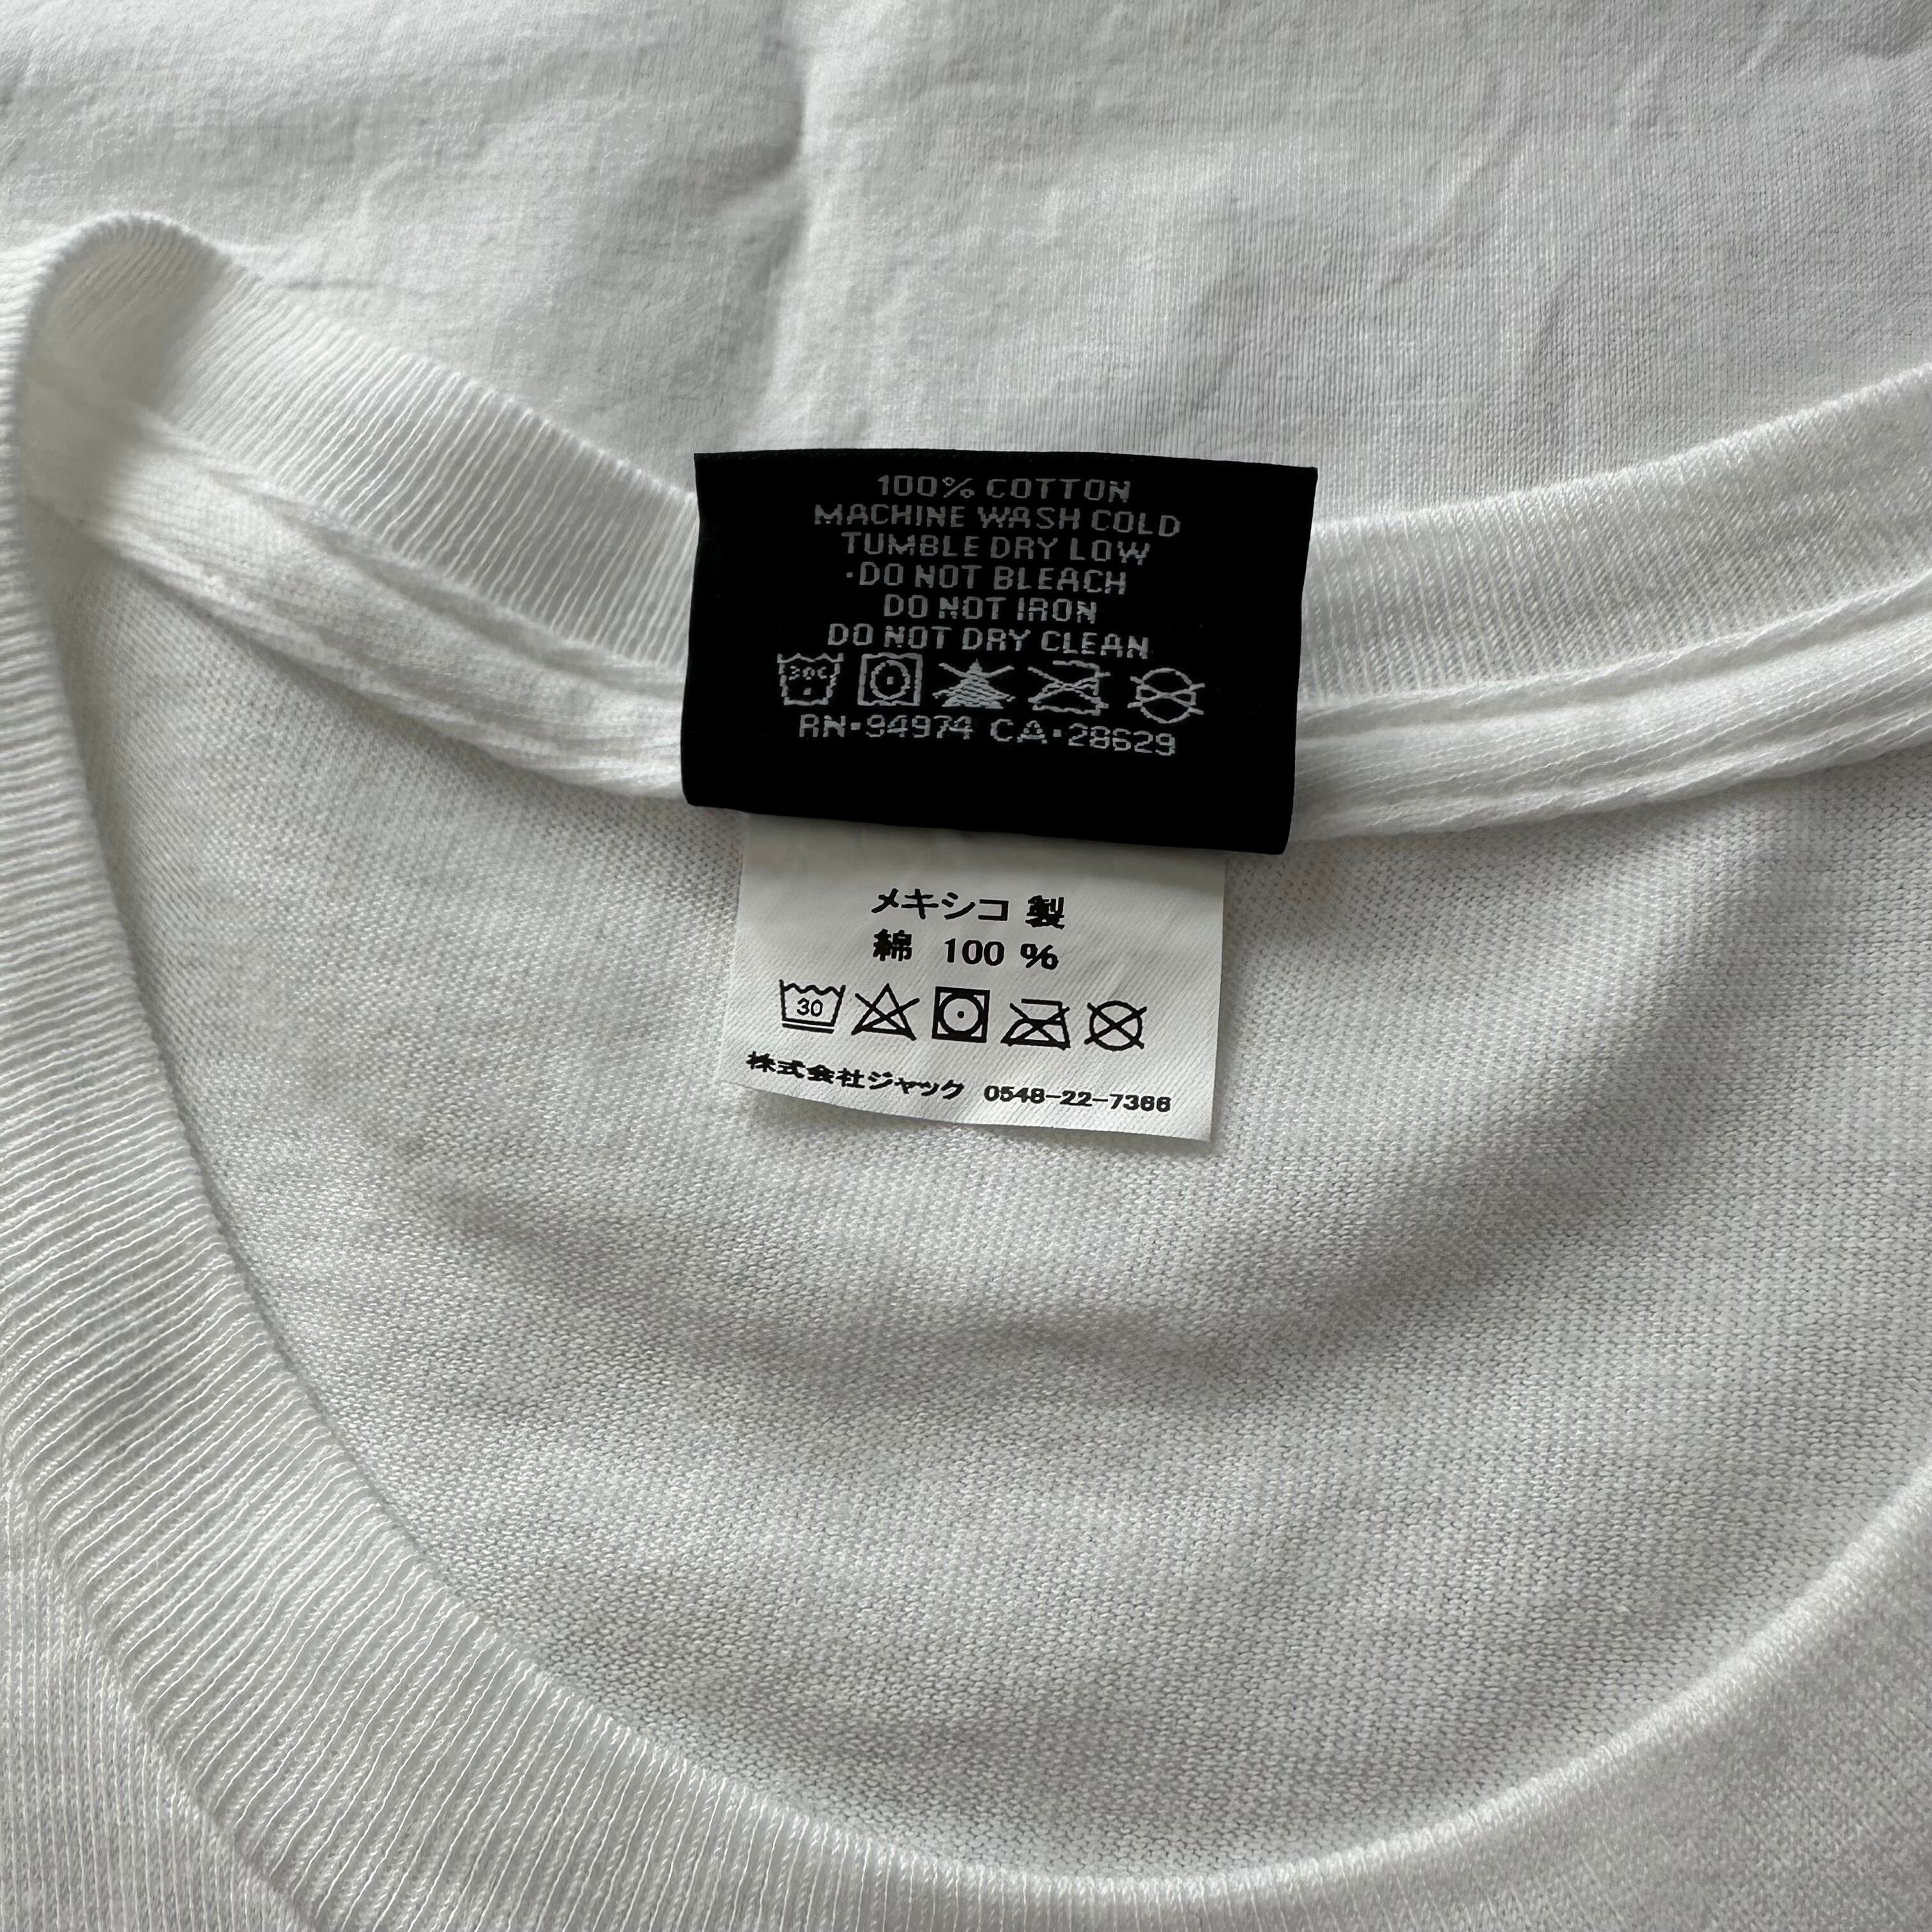 100% COTTON
MACHINE WASH COLD
TUMBLE DRY LOW
·DO NOT BLEACH
DO NOT IRON
DO NOT DRY CLEAN
30C
RN·94974 CA·28629
メキシコ 製
綿 100 %
30
株式会社ジャック 0548-22-7366